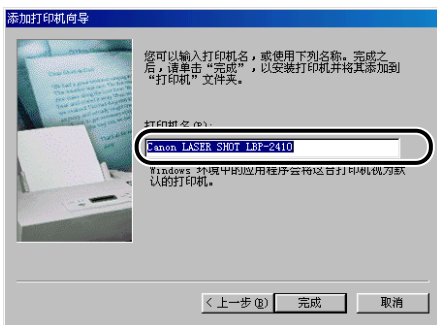 添加打印机向导
您可以输入打印机名，或使用下列名称。完成之
后，请单击“完成”，以安装打印机并将其添加到
“打印机”文件夹。
打印机名(P):
Canon LASER SHOT LBP-2410
Windows 环境中的应用程序会将这台打印机视为默
认的打印机。
< 上一步(B)
完成
取消